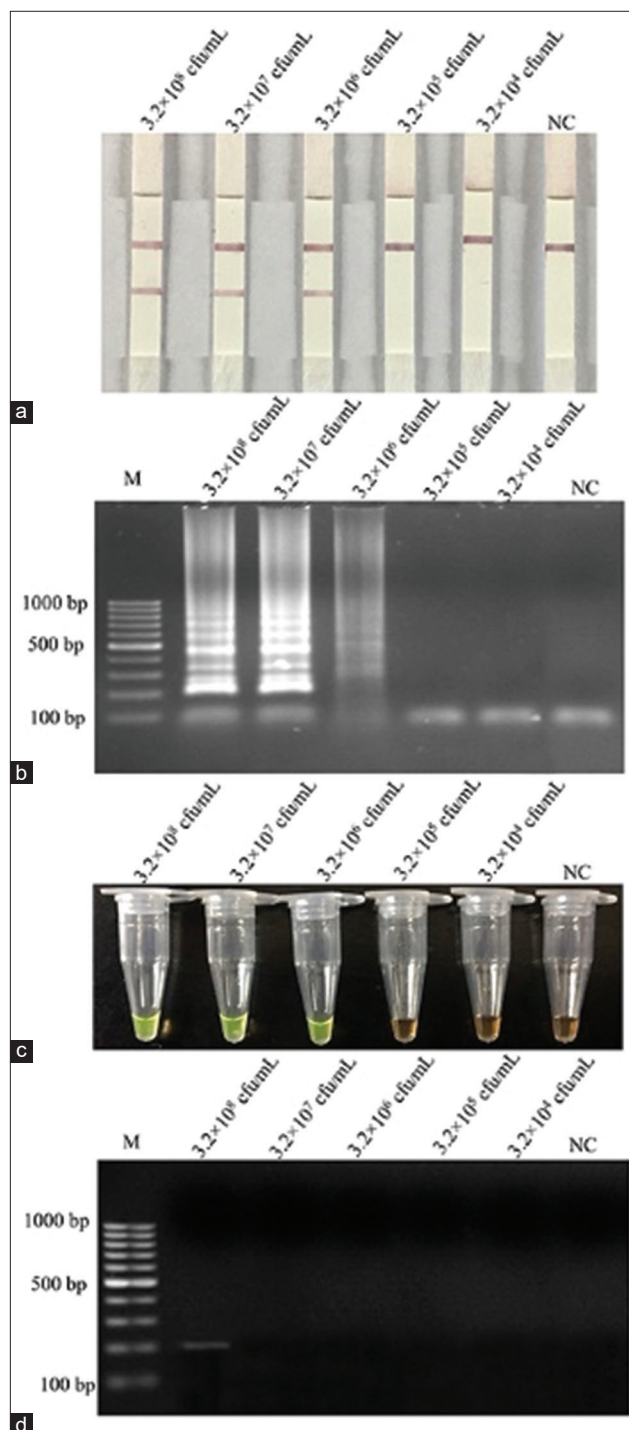 3.2×10⁸ cfu/mL
3.2×10⁷ cfu/mL
3.2×10⁶ cfu/mL
3.2×10⁵ cfu/mL
3.2×10⁴ cfu/mL
NC
a
M
3.2×10⁸ cfu/mL
3.2×10⁷ cfu/mL
3.2×10⁶ cfu/mL
3.2×10⁵ cfu/mL
3.2×10⁴ cfu/mL
NC
1000 bp
500 bp
100 bp
b
3.2×10⁸ cfu/mL
3.2×10⁷ cfu/mL
3.2×10⁶ cfu/mL
3.2×10⁵ cfu/mL
3.2×10⁴ cfu/mL
NC
c
M
3.2×10⁸ cfu/mL
3.2×10⁷ cfu/mL
3.2×10⁶ cfu/mL
3.2×10⁵ cfu/mL
3.2×10⁴ cfu/mL
NC
1000 bp
500 bp
100 bp
d